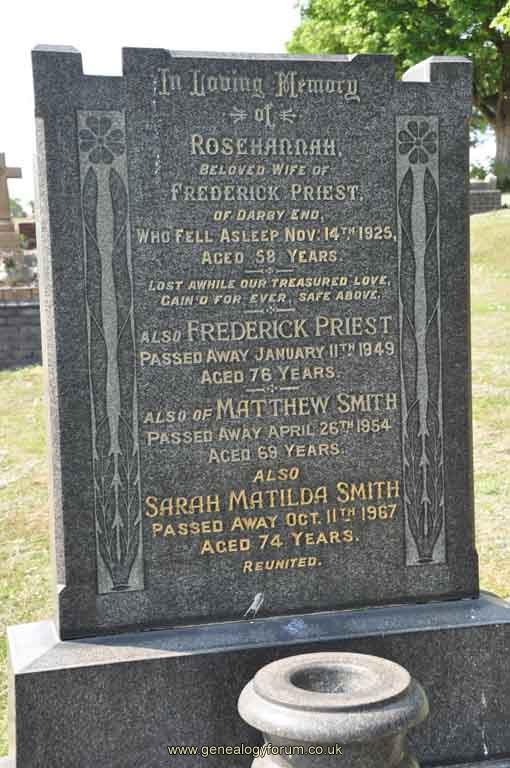 In Loving Memory
of
ROSEHANNAH,
BELOVED WIFE OF
FREDERICK PRIEST,
OF DARBY END,
WHO FELL ASLEEP NOV: 14TH 1925,
AGED 58 YEARS.
LOST AWHILE OUR TREASURED LOVE,
GAIN'D FOR EVER, SAFE ABOVE.
ALSO FREDERICK PRIEST
PASSED AWAY JANUARY 11TH 1949
AGED 76 YEARS.
ALSO OF MATTHEW SMITH
PASSED AWAY APRIL 26TH 1954
AGED 69 YEARS.
ALSO
SARAH MATILDA SMITH
PASSED AWAY OCT. 11TH 1967
AGED 74 YEARS.
REUNITED.
www.genealogyforum.co.uk